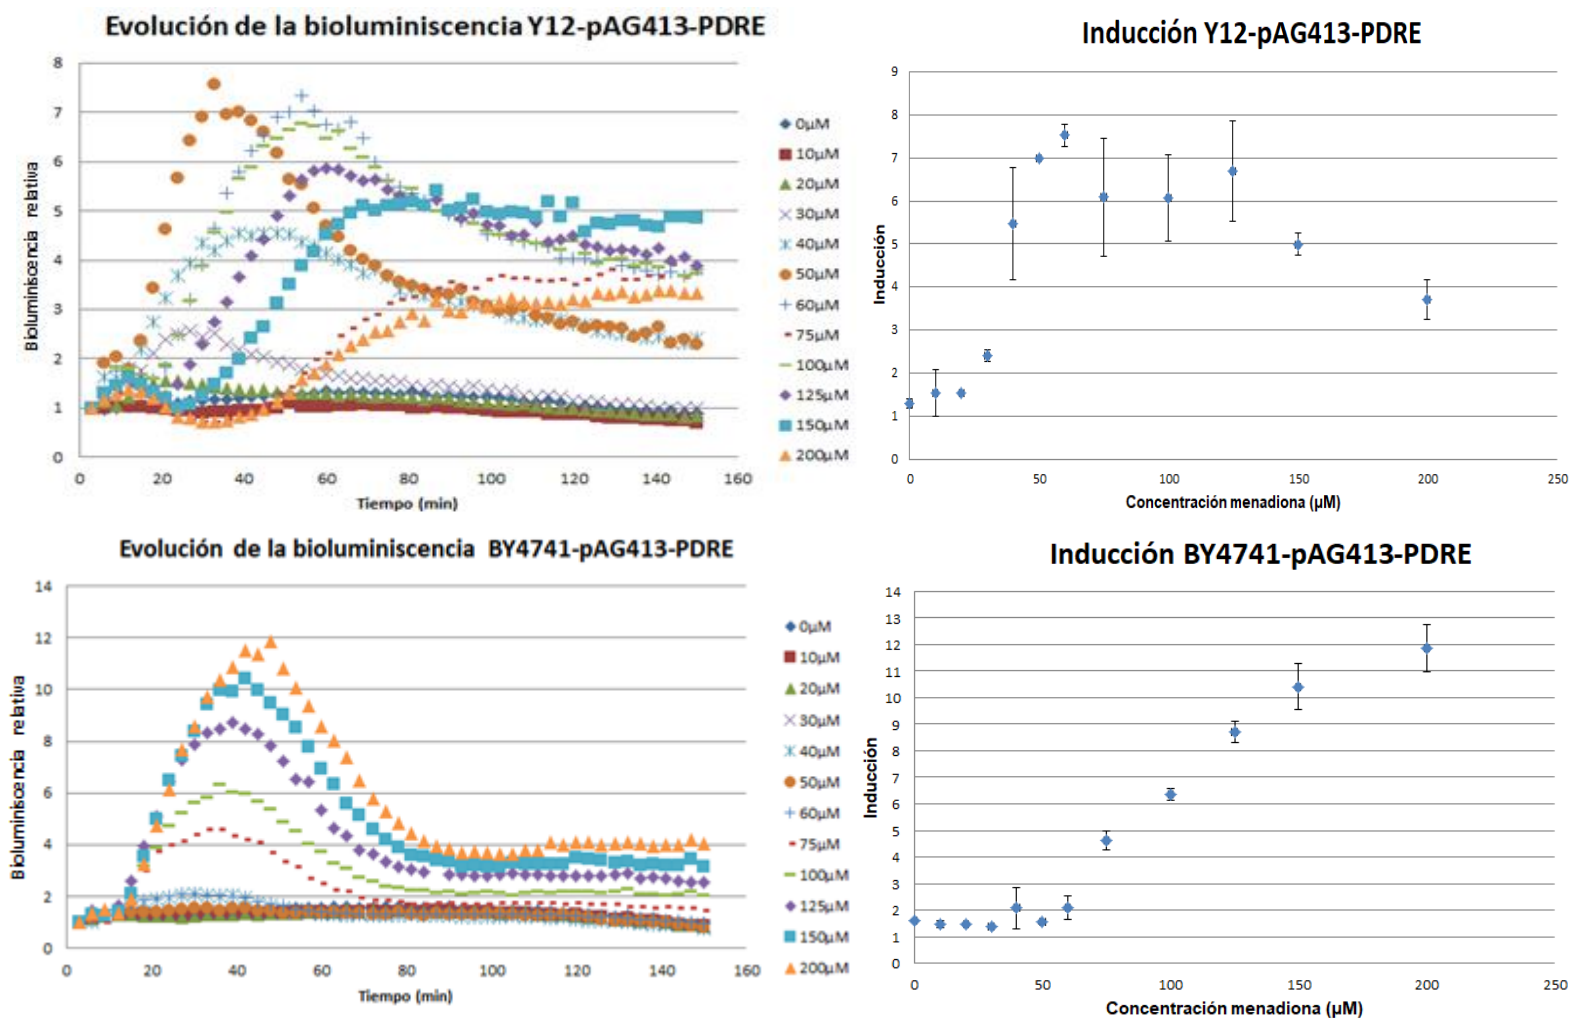 Evolución de la bioluminiscencia Y12-pAG413-PDRE
Bioluminiscencia relativa
8
7
6
5
4
3
2
1
0
0 20 40 60 80 100 120 140 160
Tiempo (min)
0µM
10µM
20µM
30µM
40µM
50µM
60µM
75µM
100µM
125µM
150µM
200µM
Inducción Y12-pAG413-PDRE
Inducción
9
8
7
6
5
4
3
2
1
0
0 50 100 150 200 250
Concentración menadiona (µM)
Evolución de la bioluminiscencia BY4741-pAG413-PDRE
Bioluminiscencia relativa
14
12
10
8
6
4
2
0
0 20 40 60 80 100 120 140 160
Tiempo (min)
0µM
10µM
20µM
30µM
40µM
50µM
60µM
75µM
100µM
125µM
150µM
200µM
Inducción BY4741-pAG413-PDRE
Inducción
14
13
12
11
10
9
8
7
6
5
4
3
2
1
0
0 50 100 150 200 250
Concentración menadiona (µM)